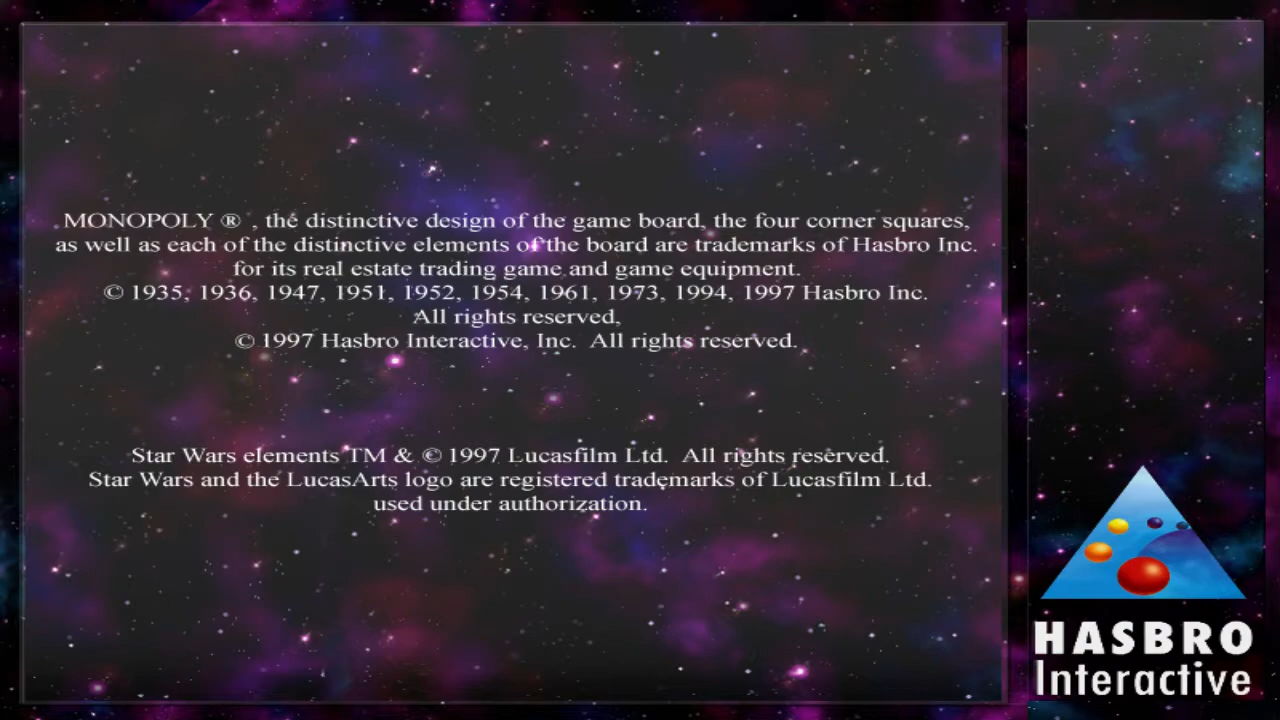 MONOPOLY ® , the distinctive design of the game board, the four corner squares,
as well as each of the distinctive elements of the board are trademarks of Hasbro Inc.
for its real estate trading game and game equipment.
© 1935, 1936, 1947, 1951, 1952, 1954, 1961, 1973, 1994, 1997 Hasbro Inc.
All rights reserved,
© 1997 Hasbro Interactive, Inc.  All rights reserved.
Star Wars elements TM & © 1997 Lucasfilm Ltd.  All rights reserved.
Star Wars and the LucasArts logo are registered trademarks of Lucasfilm Ltd.
used under authorization.
HASBRO
Interactive